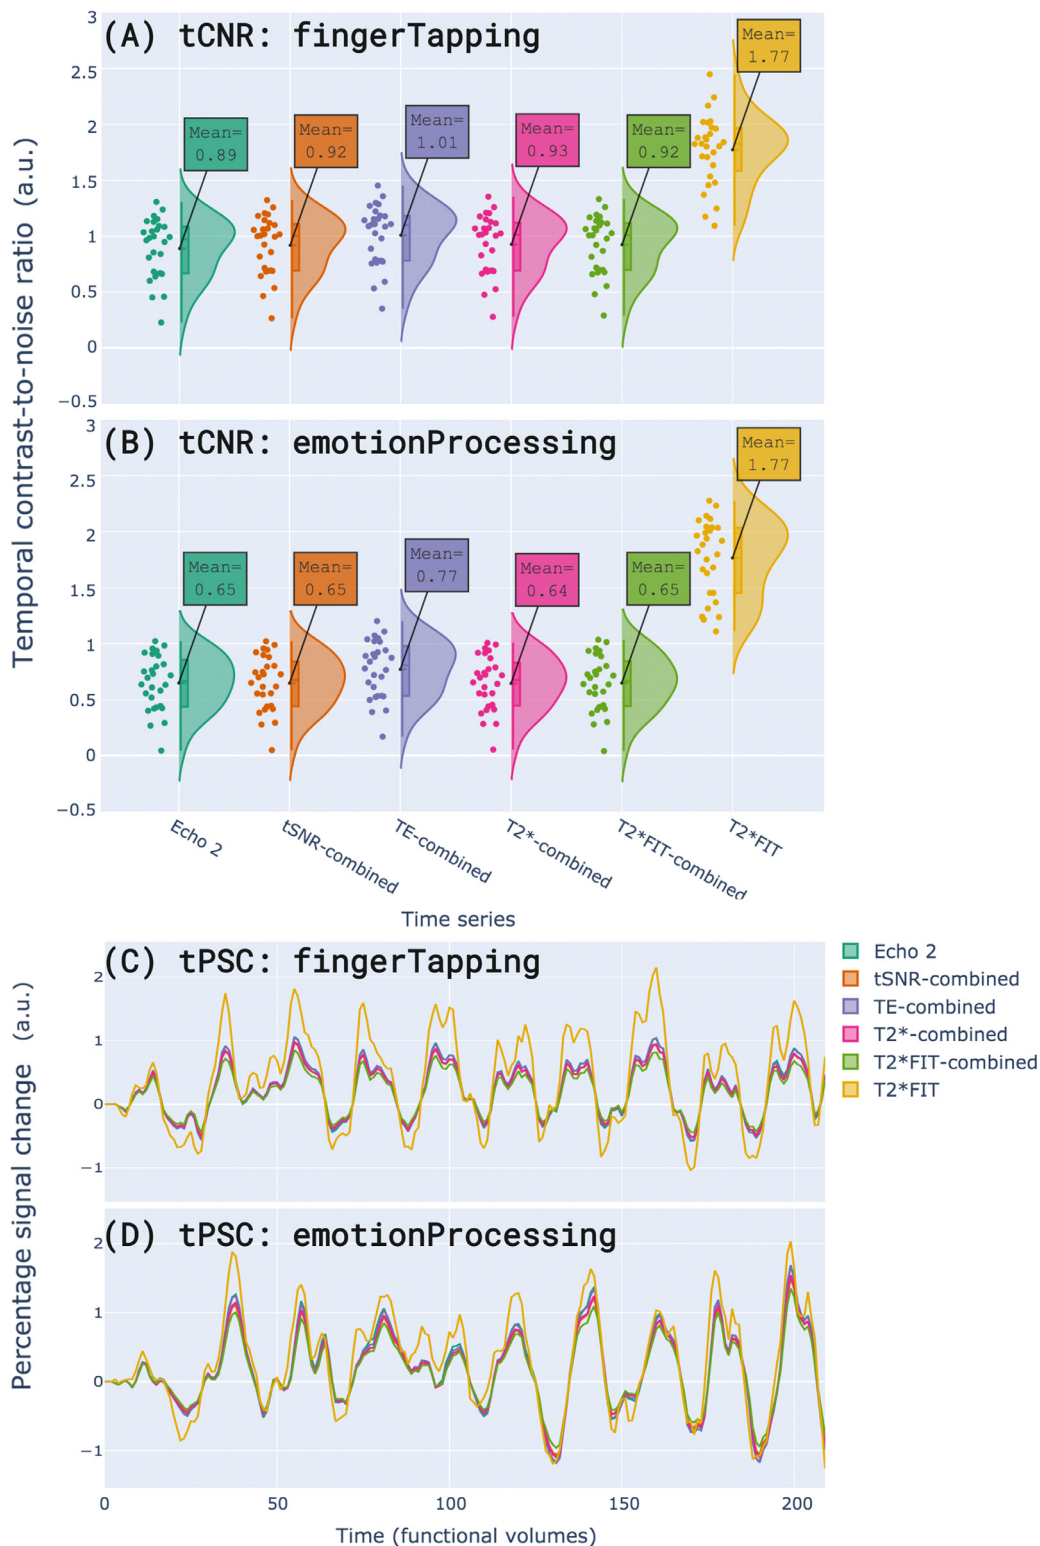 Temporal contrast-to-noise ratio (a.u.)
(A) tCNR: fingerTapping
3
2.5
2
1.5
1
0.5
0
−0.5
Mean=
0.89
Mean=
0.92
Mean=
1.01
Mean=
0.93
Mean=
0.92
Mean=
1.77
(B) tCNR: emotionProcessing
3
2.5
2
1.5
1
0.5
0
−0.5
Mean=
0.65
Mean=
0.65
Mean=
0.77
Mean=
0.64
Mean=
0.65
Mean=
1.77
Echo 2
tSNR-combined
TE-combined
T2*-combined
T2*FIT-combined
T2*FIT
Time series
Percentage signal change (a.u.)
(C) tPSC: fingerTapping
2
1
0
−1
Echo 2
tSNR-combined
TE-combined
T2*-combined
T2*FIT-combined
T2*FIT
(D) tPSC: emotionProcessing
2
1
0
−1
0
50
100
150
200
Time (functional volumes)